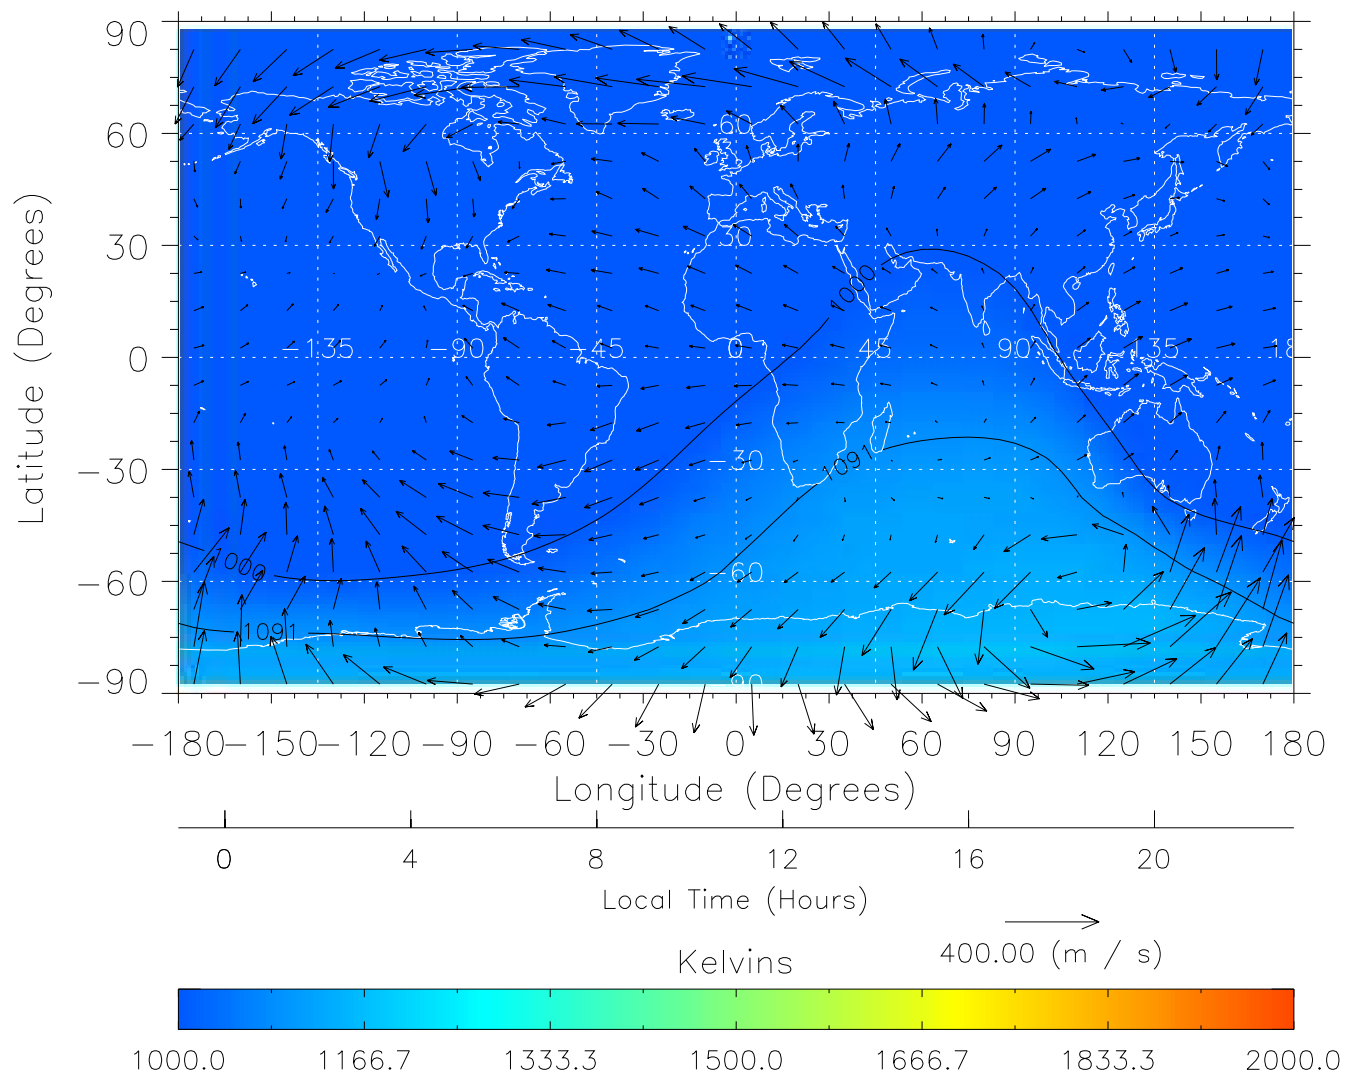 90
60
30
0
−30
−60
−90
Latitude (Degrees)
60
30
−135 −90 −45 0 45 90 135 18
−30
−60
−90
1000
1091
1000
1091
−180 −150 −120 −90 −60 −30 0 30 60 90 120 150 180
Longitude (Degrees)
0 4 8 12 16 20
Local Time (Hours)
400.00 (m / s)
Kelvins
1000.0 1166.7 1333.3 1500.0 1666.7 1833.3 2000.0